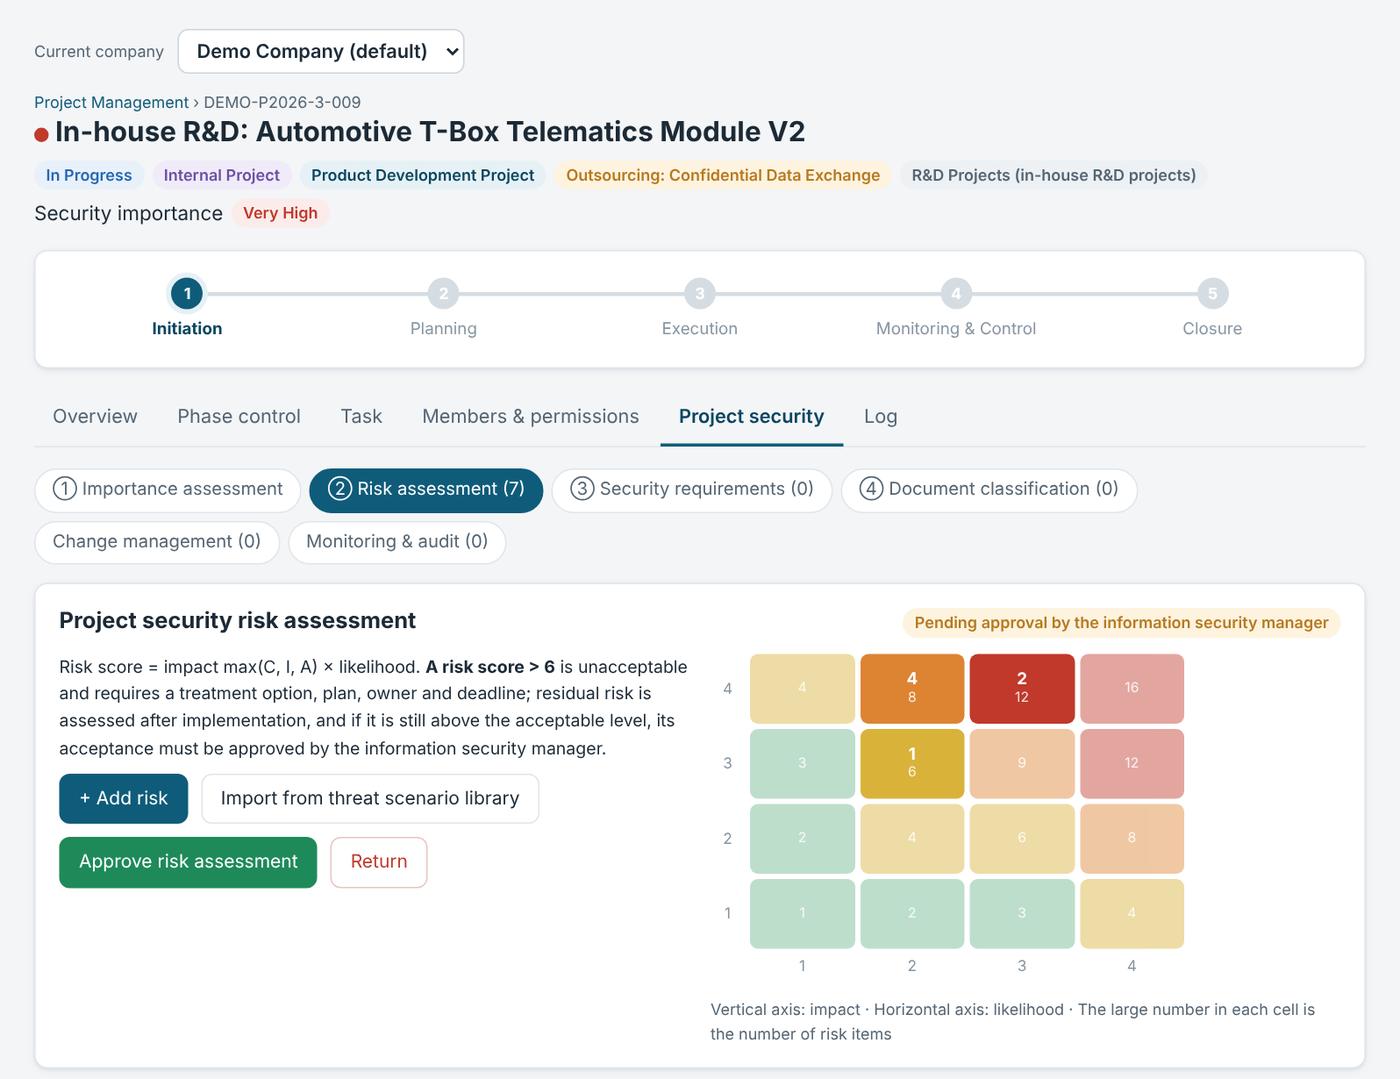 Current company
Demo Company (default)
Project Management › DEMO-P2026-3-009
In-house R&D: Automotive T-Box Telematics Module V2
In Progress Internal Project Product Development Project Outsourcing: Confidential Data Exchange R&D Projects (in-house R&D projects)
Security importance Very High
1 2 3 4 5
Initiation Planning Execution Monitoring & Control Closure
Overview Phase control Task Members & permissions Project security Log
① Importance assessment ② Risk assessment (7) ③ Security requirements (0) ④ Document classification (0)
Change management (0) Monitoring & audit (0)
Project security risk assessment
Pending approval by the information security manager
Risk score = impact max(C, I, A) × likelihood. A risk score > 6 is unacceptable
and requires a treatment option, plan, owner and deadline; residual risk is
assessed after implementation, and if it is still above the acceptable level, its
acceptance must be approved by the information security manager.
+ Add risk Import from threat scenario library
Approve risk assessment Return
4 4 4 8 2 12 16
3 3 1 6 9 12
2 2 4 6 8
1 1 2 3 4
1 2 3 4
Vertical axis: impact · Horizontal axis: likelihood · The large number in each cell is
the number of risk items